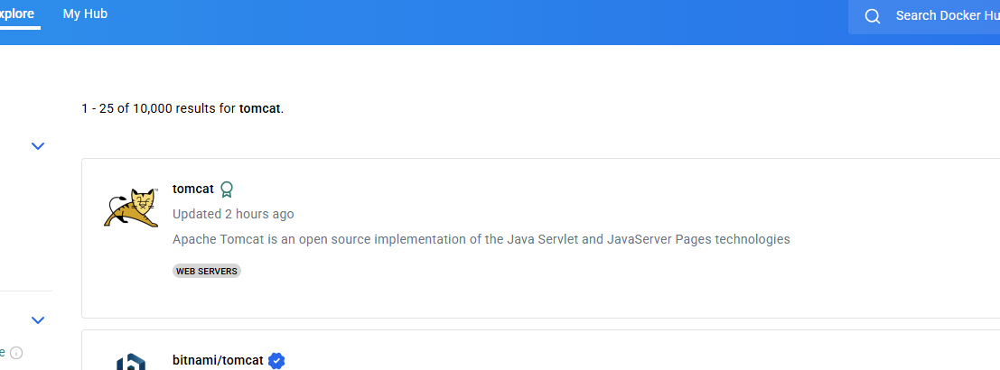 xplore My Hub Search Docker Hu
1 - 25 of 10,000 results for tomcat.
tomcat
Updated 2 hours ago
Apache Tomcat is an open source implementation of the Java Servlet and JavaServer Pages technologies
WEB SERVERS
e
bitnami/tomcat